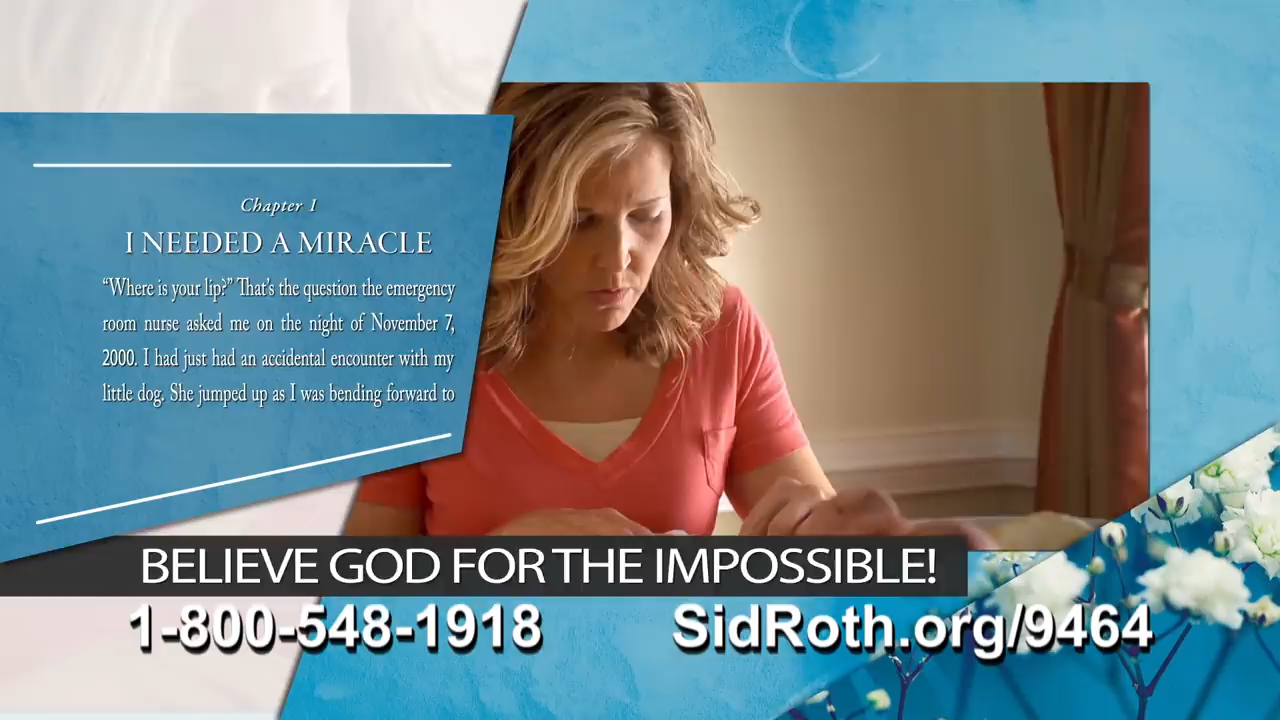 Chapter 1
I NEEDED A MIRACLE
“Where is your lip?” That’s the question the emergency
room nurse asked me on the night of November 7,
2000. I had just had an accidental encounter with my
little dog. She jumped up as I was bending forward to
BELIEVE GOD FOR THE IMPOSSIBLE!
1-800-548-1918 SidRoth.org/9464